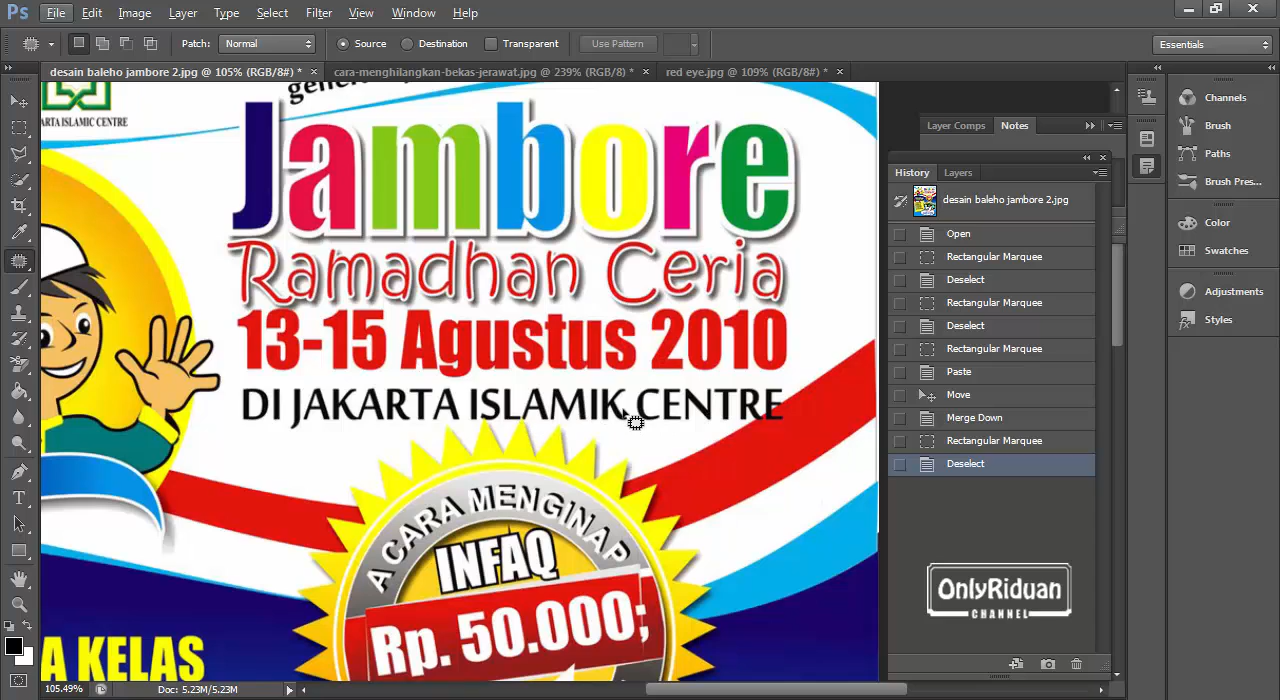 Ps File Edit Image Layer Type Select Filter View Window Help
Patch: Normal Source Destination Transparent Use Pattern Essentials
desain baleho jambore 2.jpg @ 105% (RGB/8#) * × cara-menghilangkan-bekas-jerawat.jpg @ 239% (RGB/8) * × red eye.jpg @ 109% (RGB/8#) * ×
ARTA ISLAMIC CENTRE
Jambore
Ramadhan Ceria
13-15 Agustus 2010
DI JAKARTA ISLAMIK CENTRE
A CARA MENGINAP
INFAQ
Rp. 50.000;
A KELAS
Layer Comps Notes
History Layers
desain baleho jambore 2.jpg
Open
Rectangular Marquee
Deselect
Rectangular Marquee
Deselect
Rectangular Marquee
Paste
Move
Merge Down
Rectangular Marquee
Deselect
OnlyRiduan
CHANNEL
Channels
Brush
Paths
Brush Pres...
Color
Swatches
Adjustments
Styles
105.49% Doc: 5.23M/5.23M